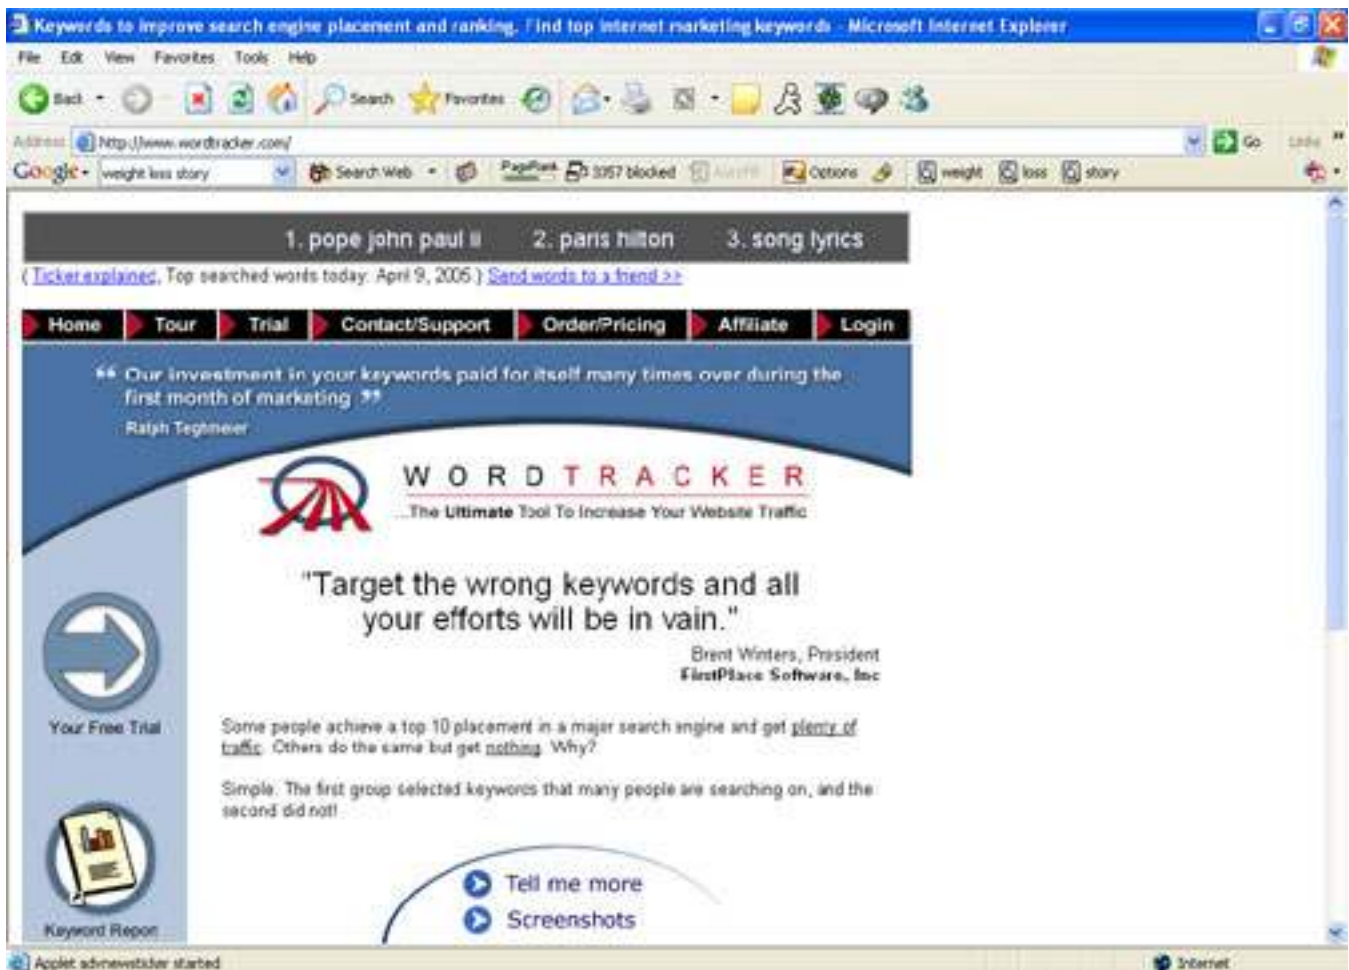 Keywords to improve search engine placement and ranking. Find top internet marketing keywords - Microsoft Internet Explorer
File Edit View Favorites Tools Help
Back Search Favorites
Address http://www.wordtracker.com/ Go Links
Google weight loss story Search Web PageRank 3357 blocked Options weight loss story
1. pope john paul ii 2. paris hilton 3. song lyrics
( Ticker explained, Top searched words today. April 9, 2005.) Send words to a friend >>
Home Tour Trial Contact/Support Order/Pricing Affiliate Login
“ Our investment in your keywords paid for itself many times over during the
first month of marketing ”
Ralph Tegtmeier
WORDTRACKER
...The Ultimate Tool To Increase Your Website Traffic
"Target the wrong keywords and all
your efforts will be in vain."
Brent Winters, President
FirstPlace Software, Inc
Your Free Trial
Some people achieve a top 10 placement in a major search engine and get plenty of
traffic. Others do the same but get nothing. Why?
Simple. The first group selected keywords that many people are searching on, and the
second did not!
Tell me more
Screenshots
Keyword Report
Applet advnewsticker started Internet